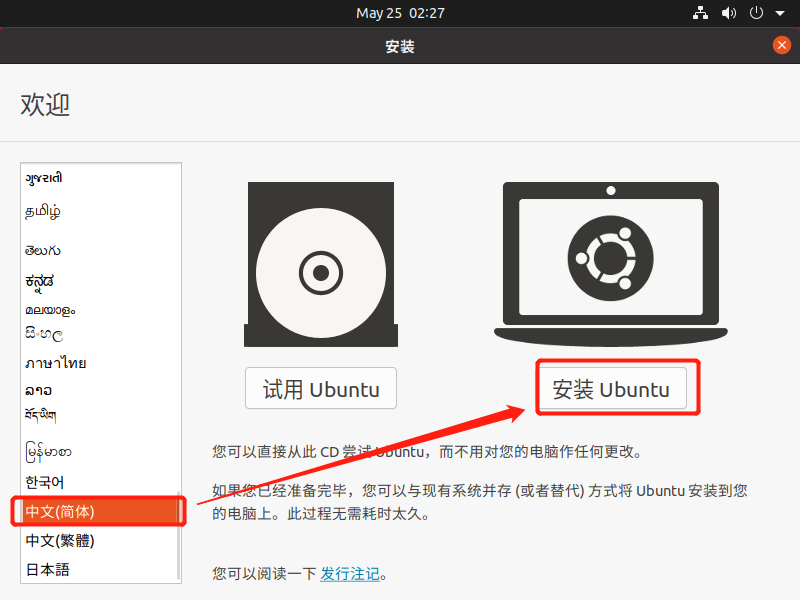 May 25 02:27
安装
欢迎
ગુજરાતી
தமிழ்
తెలుగు
ಕನ್ನಡ
മലയാളം
සිංහල
ภาษาไทย
ລາວ
བོད་ཡིག
မြန်မာစာ
한국어
中文(简体)
中文(繁體)
日本語
试用 Ubuntu
安装 Ubuntu
您可以直接从此 CD 尝试 Ubuntu，而不用对您的电脑作任何更改。
如果您已经准备完毕，您可以与现有系统并存 (或者替代) 方式将 Ubuntu 安装到您
的电脑上。此过程无需耗时太久。
您可以阅读一下 发行注记。